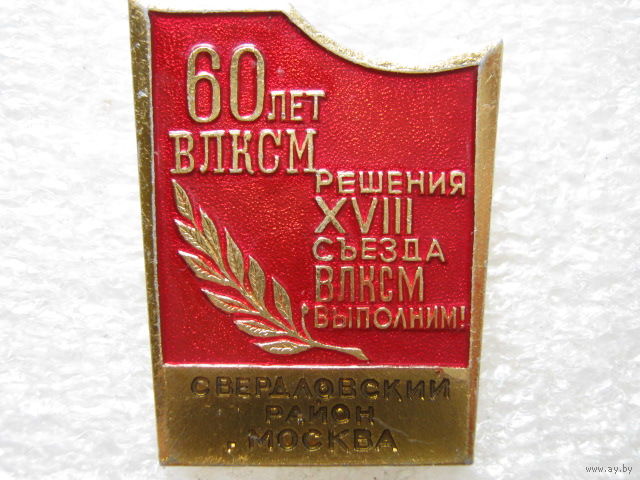 60 ЛЕТ
ВЛКСМ
РЕШЕНИЯ
XVIII
СЪЕЗДА
ВЛКСМ
ВЫПОЛНИМ!
СВЕРДЛОВСКИЙ
РАЙОН
МОСКВА
www.ay.by